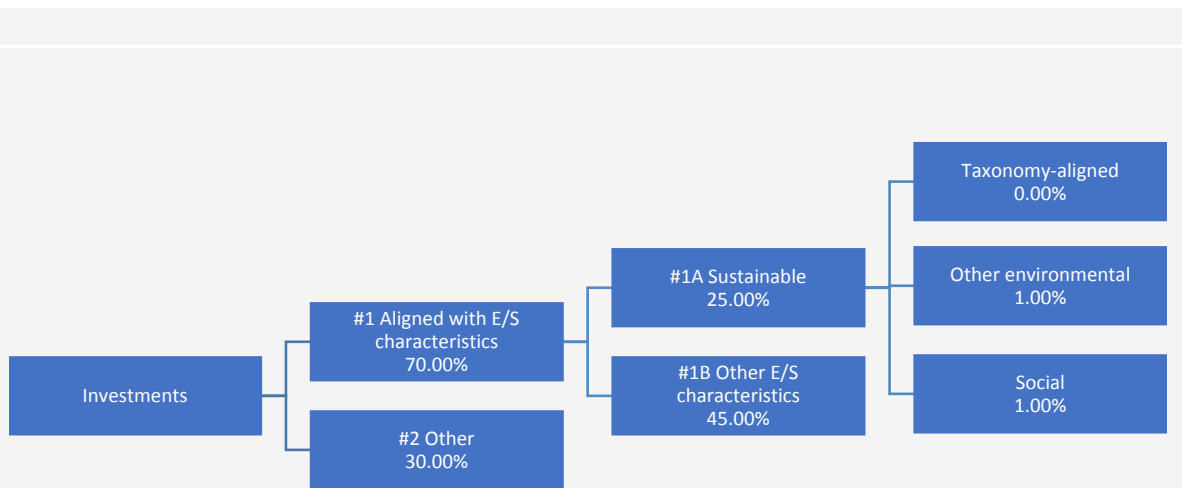 Investments
#1 Aligned with E/S
characteristics
70.00%
#2 Other
30.00%
#1A Sustainable
25.00%
#1B Other E/S
characteristics
45.00%
Taxonomy-aligned
0.00%
Other environmental
1.00%
Social
1.00%